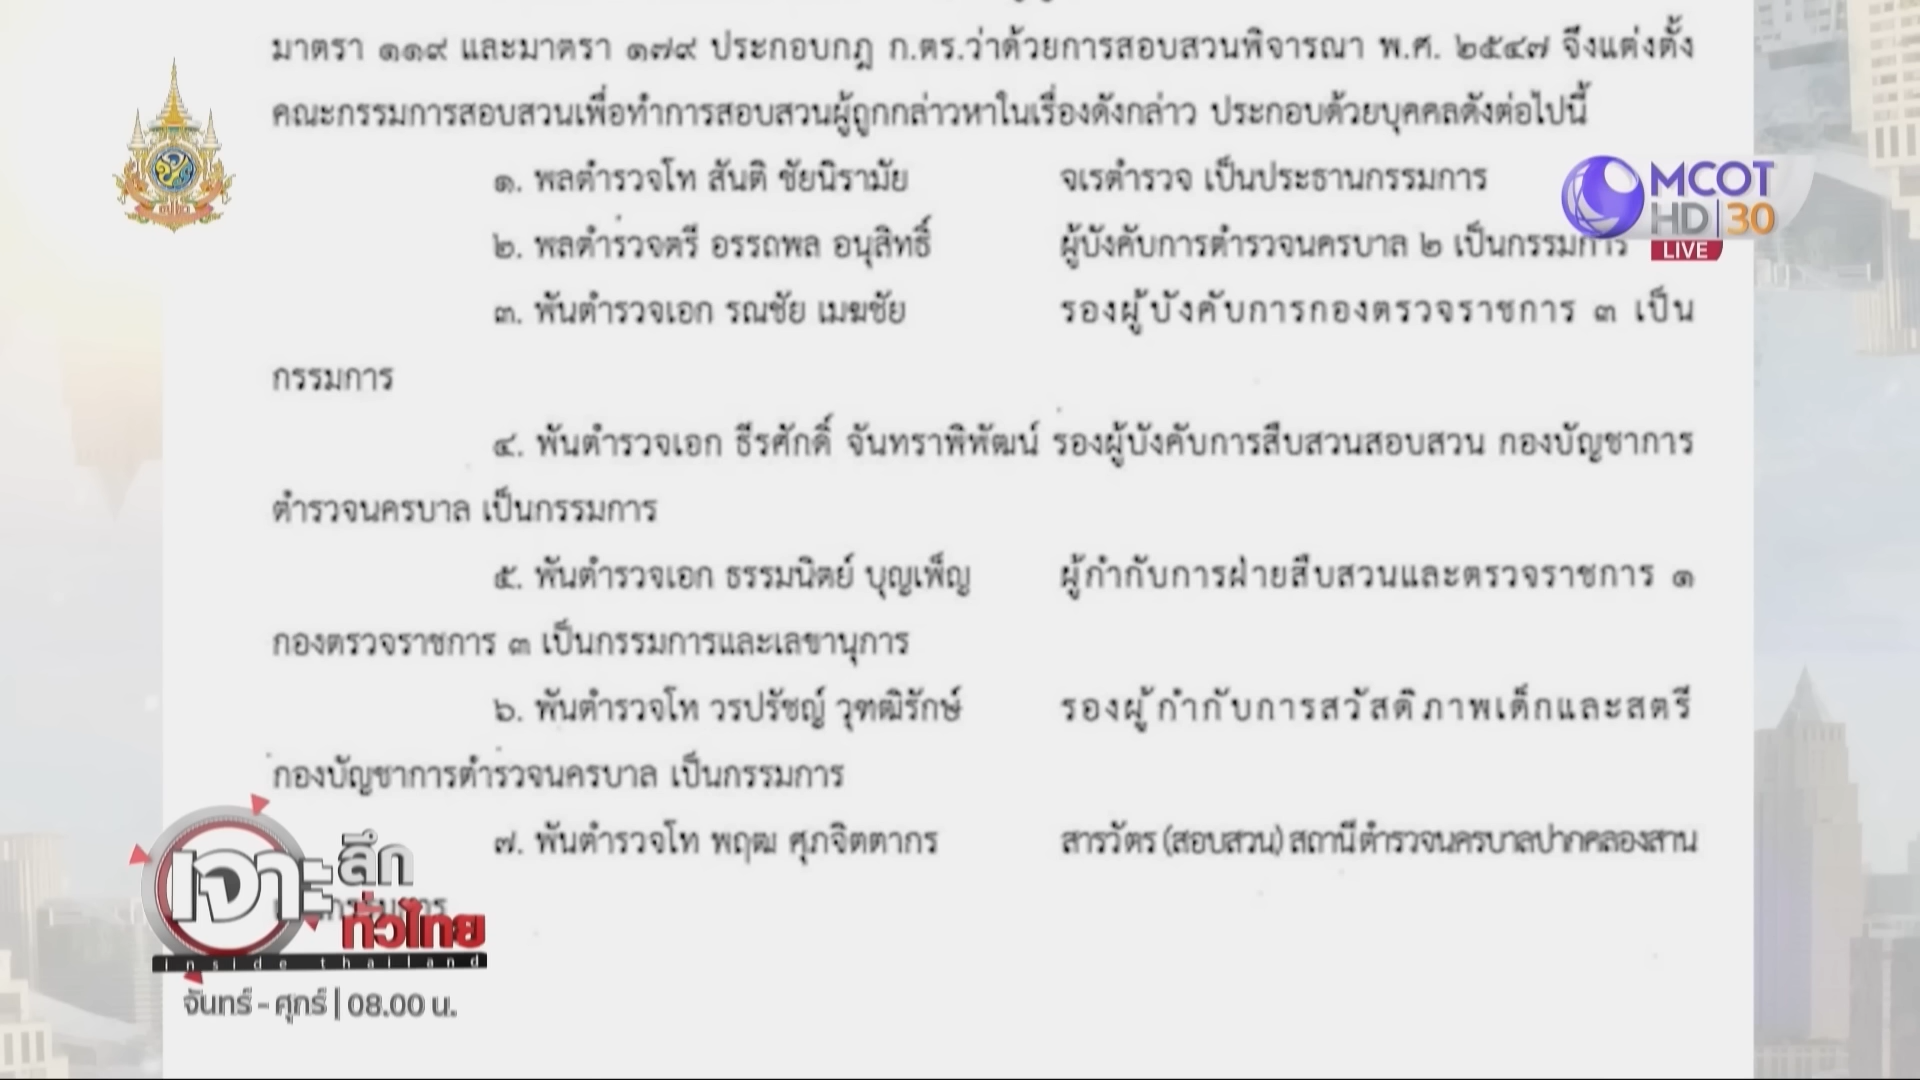 มาตรา ๑๑๙ และมาตรา ๑๗๙ ประกอบกฎ ก.ตร.ว่าด้วยการสอบสวนพิจารณา พ.ศ. ๒๕๔๗ จึงแต่งตั้ง
คณะกรรมการสอบสวนเพื่อทำการสอบสวนผู้ถูกกล่าวหาในเรื่องดังกล่าว ประกอบด้วยบุคคลดังต่อไปนี้
๑. พลตำรวจโท สันติ ชัยนิรามัย จเรตำรวจ เป็นประธานกรรมการ
๒. พลตำรวจตรี อรรถพล อนุสิทธิ์ ผู้บังคับการตำรวจนครบาล ๒ เป็นกรรมการ
๓. พันตำรวจเอก รณชัย เมฆชัย รองผู้บังคับการกองตรวจราชการ ๓ เป็น
กรรมการ
๔. พันตำรวจเอก ธีรศักดิ์ จันทราพิพัฒน์ รองผู้บังคับการสืบสวนสอบสวน กองบัญชาการ
ตำรวจนครบาล เป็นกรรมการ
๕. พันตำรวจเอก ธรรมนิตย์ บุญเพ็ญ ผู้กำกับการฝ่ายสืบสวนและตรวจราชการ ๑
กองตรวจราชการ ๓ เป็นกรรมการและเลขานุการ
๖. พันตำรวจโท วรปรัชญ์ วุฑฒิรักษ์ รองผู้กำกับการสวัสดิภาพเด็กและสตรี
กองบัญชาการตำรวจนครบาล เป็นกรรมการ
๗. พันตำรวจโท พฤฒ ศุภจิตตากร สารวัตร (สอบสวน) สถานีตำรวจนครบาลปากคลองสาน
MCOT
HD 30
LIVE
เจาะลึก
ทั่วไทย
inside thailand
จันทร์ - ศุกร์ | 08.00 น.